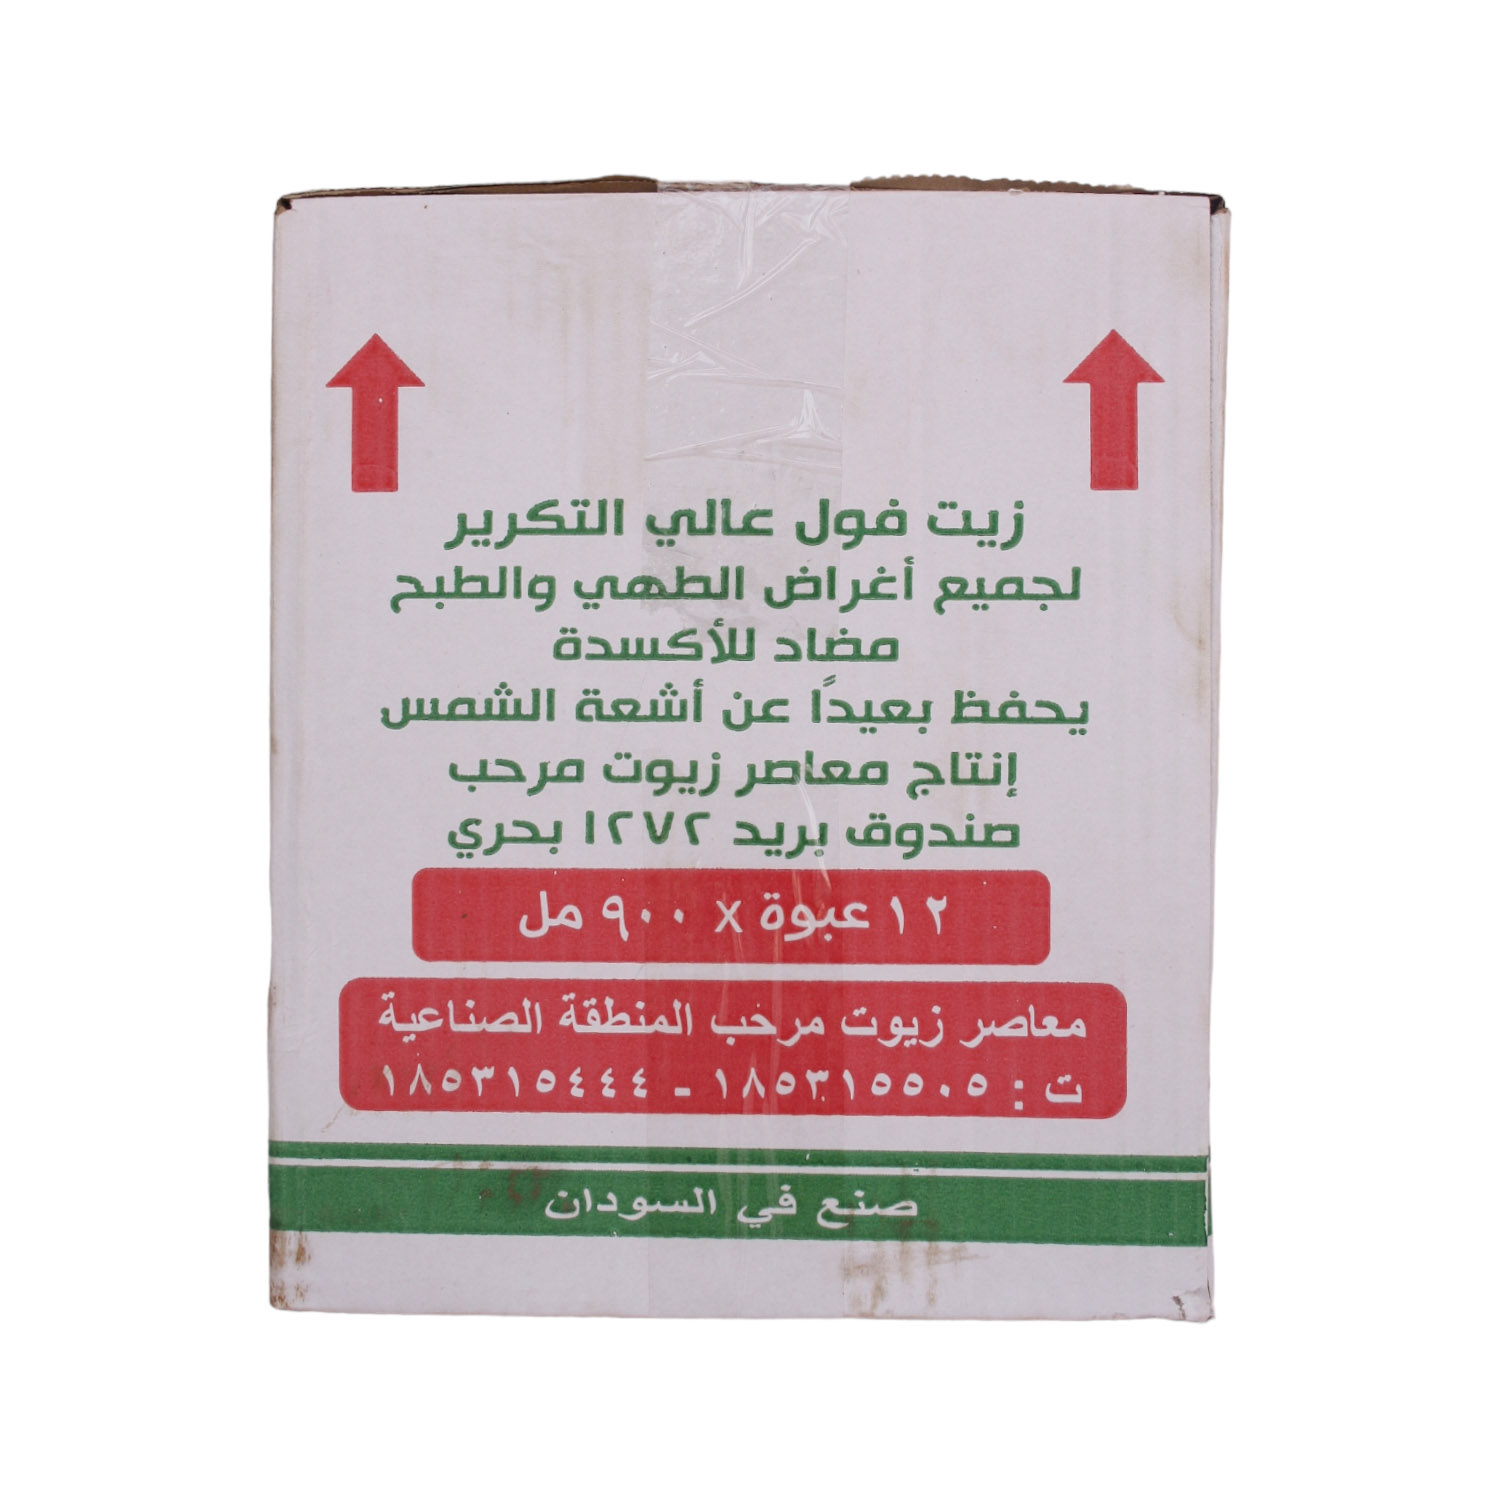 زيت فول عالي التكرير
لجميع أغراض الطهي والطبخ
مضاد للأكسدة
يحفظ بعيداً عن أشعة الشمس
إنتاج معاصر زيوت مرحب
صندوق بريد ١٢٧٢ بحري
١٢ عبوة x ٩٠٠ مل
معاصر زيوت مرحب المنطقة الصناعية
ت : ١٨٥٣١٥٥٠٥ - ١٨٥٣١٥٤٤٤
صنع في السودان